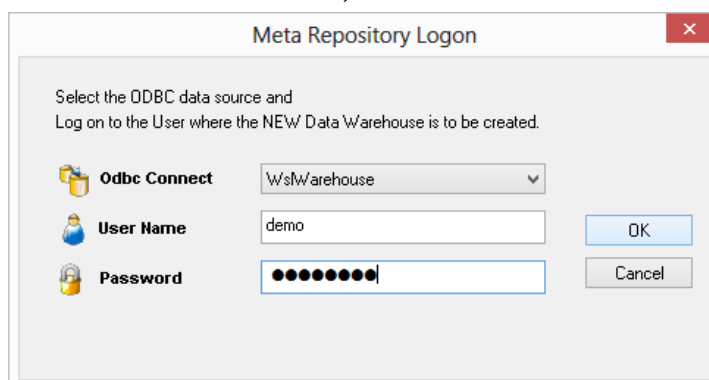 Meta Repository Logon
Select the ODBC data source and
Log on to the User where the NEW Data Warehouse is to be created.
Odbc Connect WslWarehouse
User Name demo OK
Password ●●●●●●●● Cancel